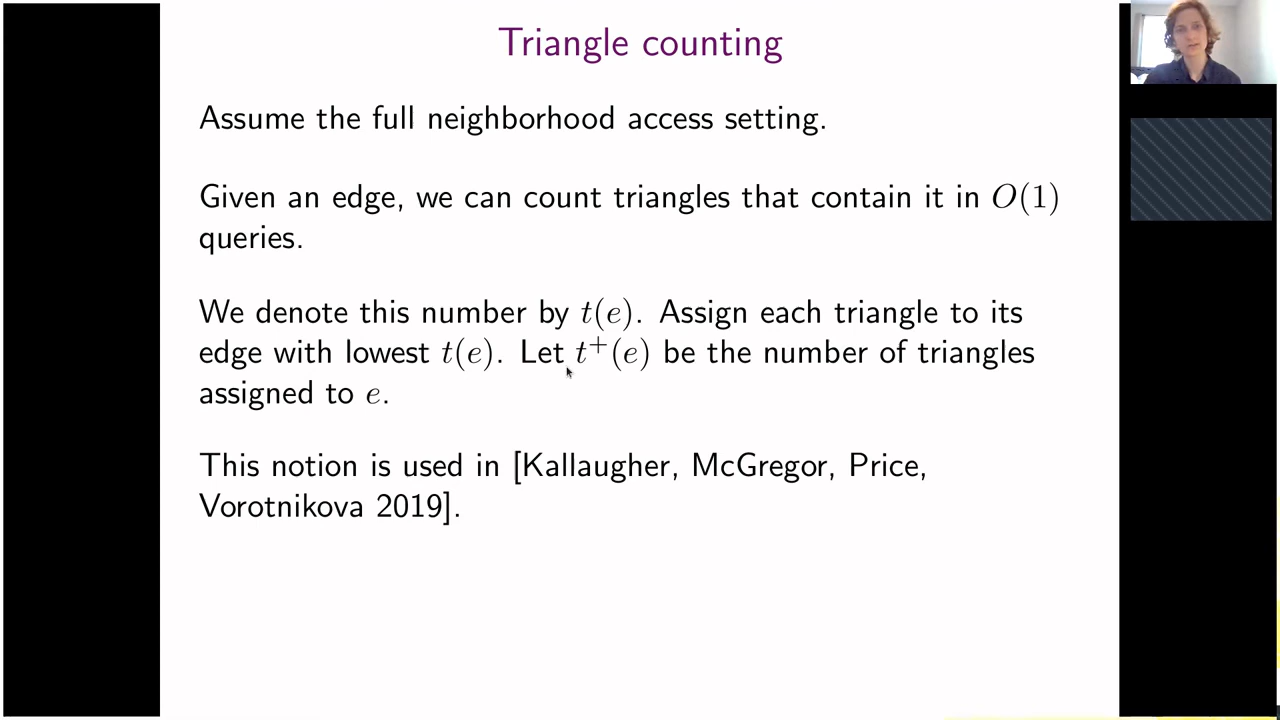 Triangle counting
Assume the full neighborhood access setting.
Given an edge, we can count triangles that contain it in O(1)
queries.
We denote this number by t(e). Assign each triangle to its
edge with lowest t(e). Let t⁺(e) be the number of triangles
assigned to e.
This notion is used in [Kallaugher, McGregor, Price,
Vorotnikova 2019].